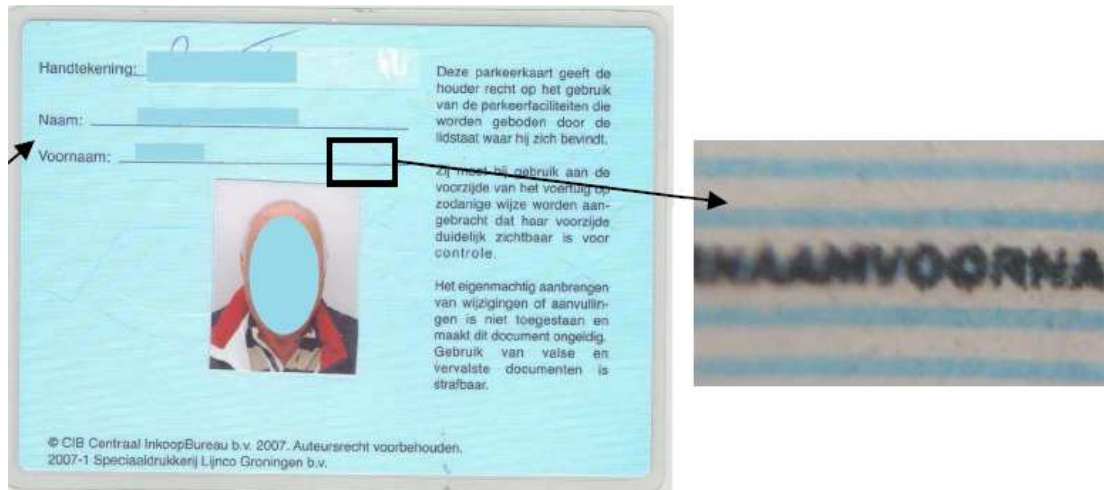 Handtekening:
Naam:
Voornaam:
Deze parkeerkaart geeft de
houder recht op het gebruik
van de parkeerfaciliteiten die
worden geboden door de
lidstaat waar hij zich bevindt.
Zij moet bij gebruik aan de
voorzijde van het voertuig op
zodanige wijze worden aan-
gebracht dat haar voorzijde
duidelijk zichtbaar is voor
controle.
Het eigenmachtig aanbrengen
van wijzigingen of aanvullin-
gen is niet toegestaan en
maakt dit document ongeldig.
Gebruik van valse en
vervalste documenten is
strafbaar.
© CIB Centraal InkoopBureau b.v. 2007. Auteursrecht voorbehouden.
2007-1 Speciaaldrukkerij Lijnco Groningen b.v.
NAAMVOORNA